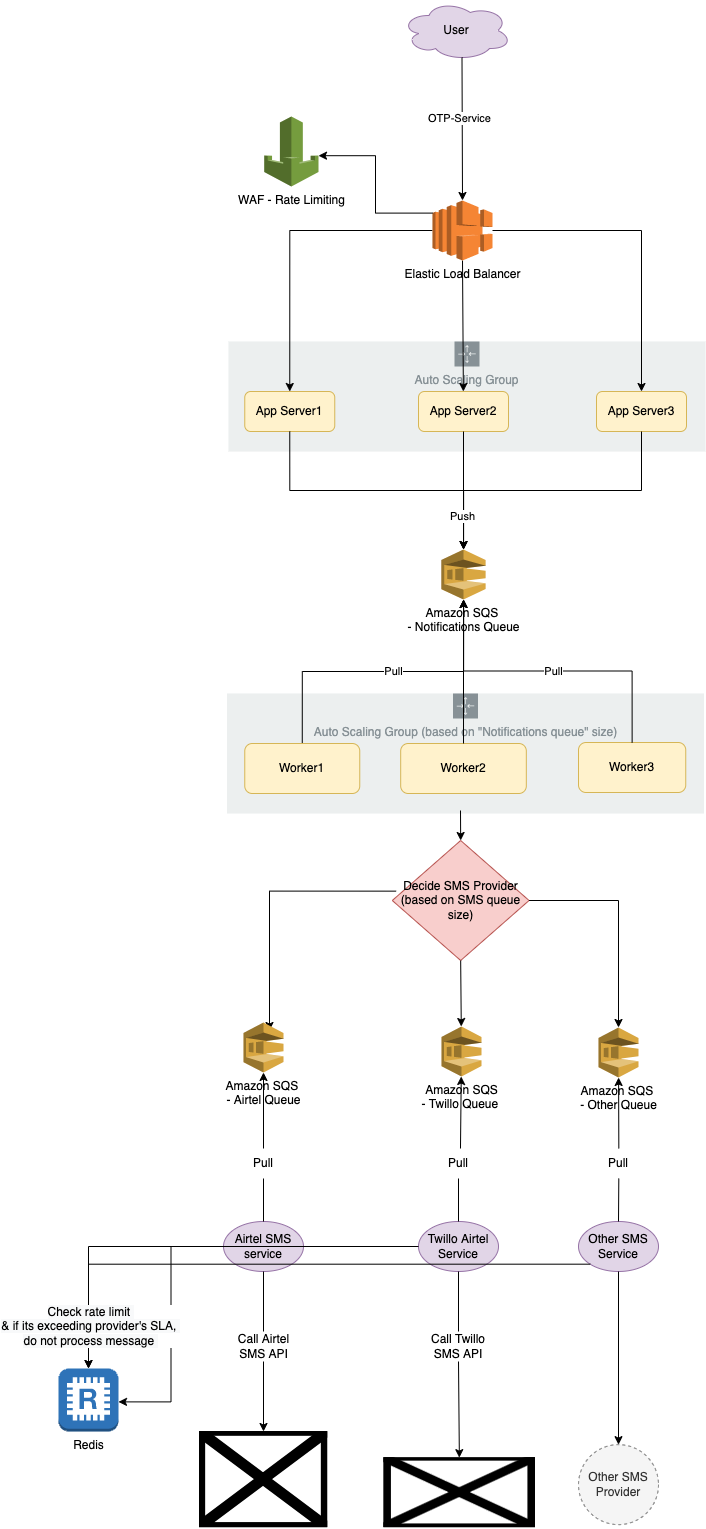 User
OTP-Service
WAF - Rate Limiting
Elastic Load Balancer
Auto Scaling Group
App Server1
App Server2
App Server3
Push
Amazon SQS
- Notifications Queue
Pull
Pull
Auto Scaling Group (based on "Notifications queue" size)
Worker1
Worker2
Worker3
Decide SMS Provider
(based on SMS queue
size)
Amazon SQS
- Airtel Queue
Amazon SQS
- Twillo Queue
Amazon SQS
- Other Queue
Pull
Pull
Pull
Airtel SMS
service
Twillo Airtel
Service
Other SMS
Service
Check rate limit
& if its exceeding provider's SLA,
do not process message
Call Airtel
SMS API
Call Twillo
SMS API
R
Redis
Other SMS
Provider